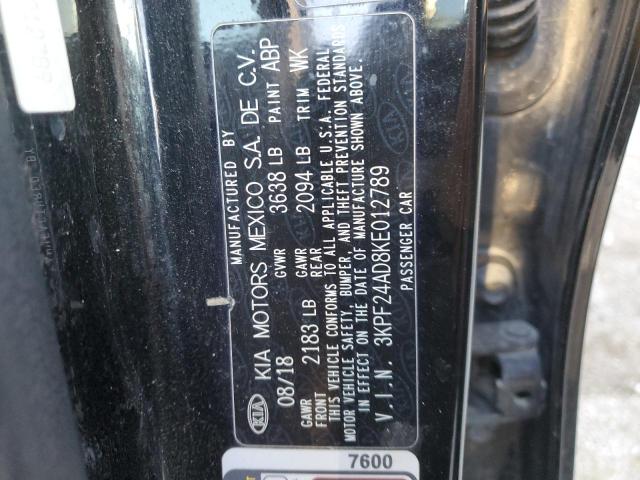 MANUFACTURED BY
KIA KIA MOTORS MEXICO S.A. DE C.V.
08/18 GVWR 3638 LB PAINT ABP
GAWR FRONT 2183 LB GAWR REAR 2094 LB TRIM WK
THIS VEHICLE CONFORMS TO ALL APPLICABLE U.S.A. FEDERAL
MOTOR VEHICLE SAFETY, BUMPER, AND THEFT PREVENTION STANDARDS
IN EFFECT ON THE DATE OF MANUFACTURE SHOWN ABOVE.
V.I.N. 3KPF24AD8KE012789
PASSENGER CAR
7600